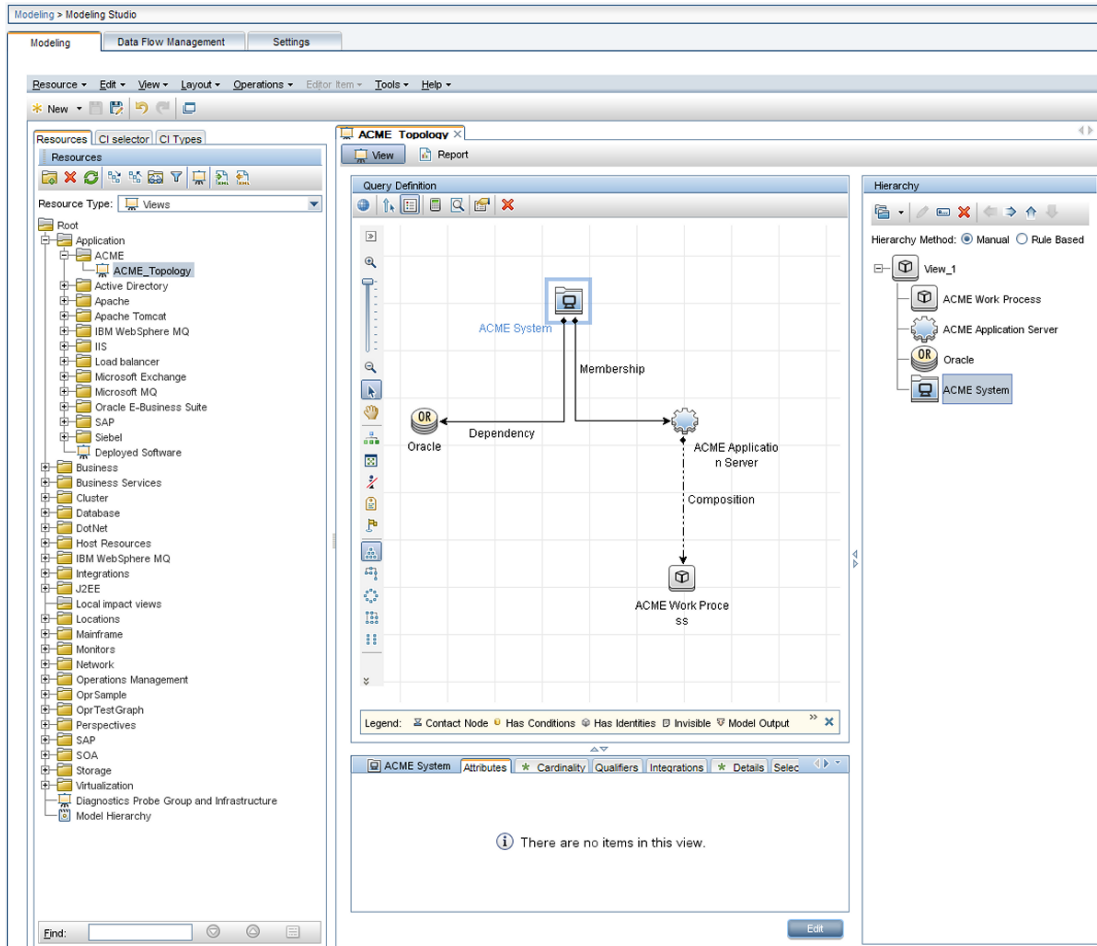 Modeling > Modeling Studio
Modeling Data Flow Management Settings
Resource Edit View Layout Operations Editor Item Tools Help
New
Resources CI selector CI Types
Resources
Resource Type: Views
Root
Application
ACME
ACME_Topology
Active Directory
Apache
Apache Tomcat
IBM WebSphere MQ
IIS
Load balancer
Microsoft Exchange
Microsoft MQ
Oracle E-Business Suite
SAP
Siebel
Deployed Software
Business
Business Services
Cluster
Database
DotNet
Host Resources
IBM WebSphere MQ
Integrations
J2EE
Local impact views
Locations
Mainframe
Monitors
Network
Operations Management
OprSample
OprTestGraph
Perspectives
SAP
SOA
Storage
Virtualization
Diagnostics Probe Group and Infrastructure
Model Hierarchy
Find:
ACME_Topology
View Report
Query Definition
ACME System
Membership
OR
Oracle
Dependency
ACME Applicatio
n Server
Composition
ACME Work Proce
ss
Legend: Contact Node Has Conditions Has Identities Invisible Model Output
ACME System Attributes * Cardinality Qualifiers Integrations * Details Selec
There are no items in this view.
Edit
Hierarchy
Hierarchy Method: Manual Rule Based
View_1
ACME Work Process
ACME Application Server
OR
Oracle
ACME System